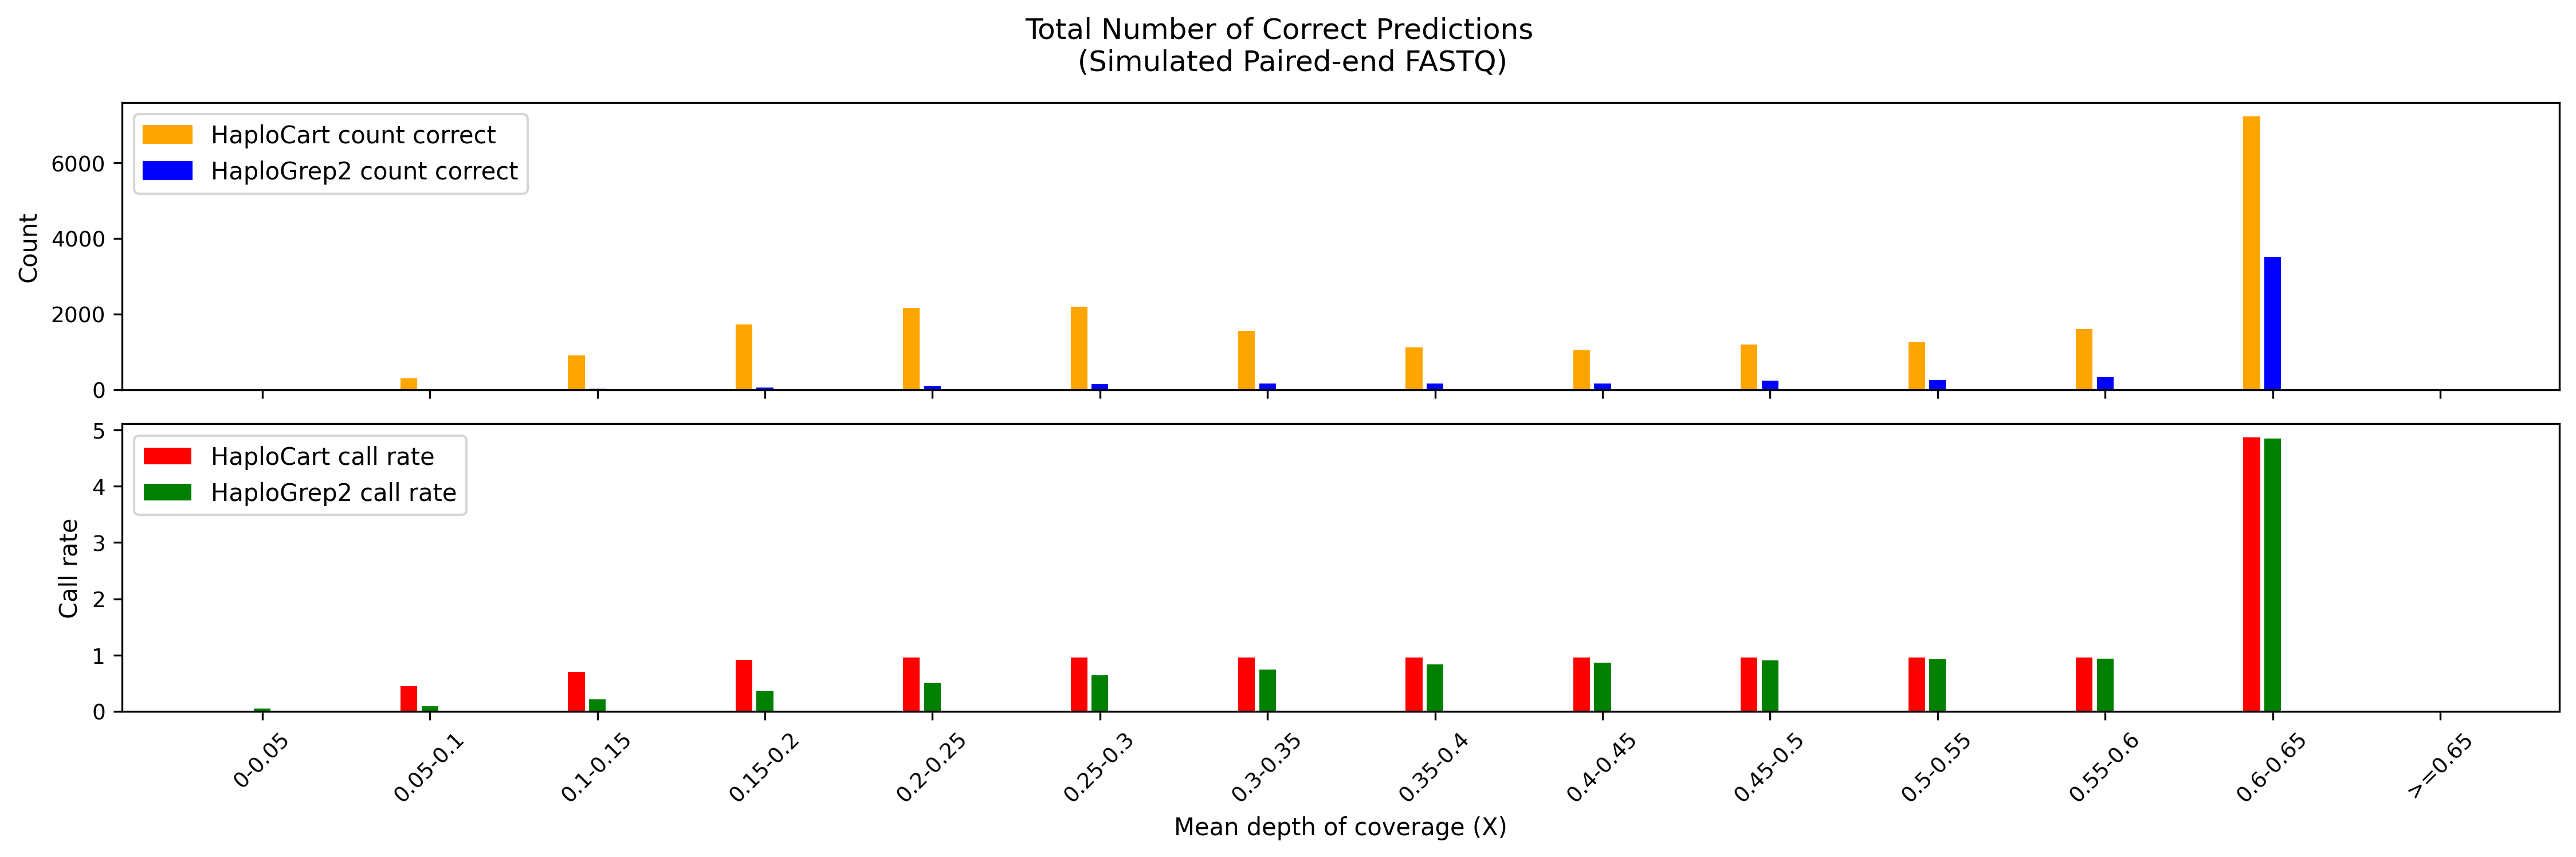 Total Number of Correct Predictions
(Simulated Paired-end FASTQ)
HaploCart count correct
HaploGrep2 count correct
Count
6000
4000
2000
0
HaploCart call rate
HaploGrep2 call rate
Call rate
5
4
3
2
1
0
0-0.05
0.05-0.1
0.1-0.15
0.15-0.2
0.2-0.25
0.25-0.3
0.3-0.35
0.35-0.4
0.4-0.45
0.45-0.5
0.5-0.55
0.55-0.6
0.6-0.65
>=0.65
Mean depth of coverage (X)